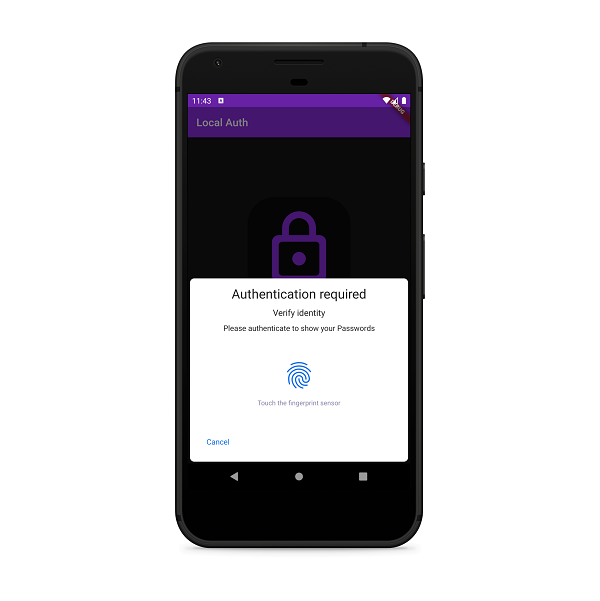 11:43
DEBUG
Local Auth
Authentication required
Verify identity
Please authenticate to show your Passwords
Touch the fingerprint sensor
Cancel